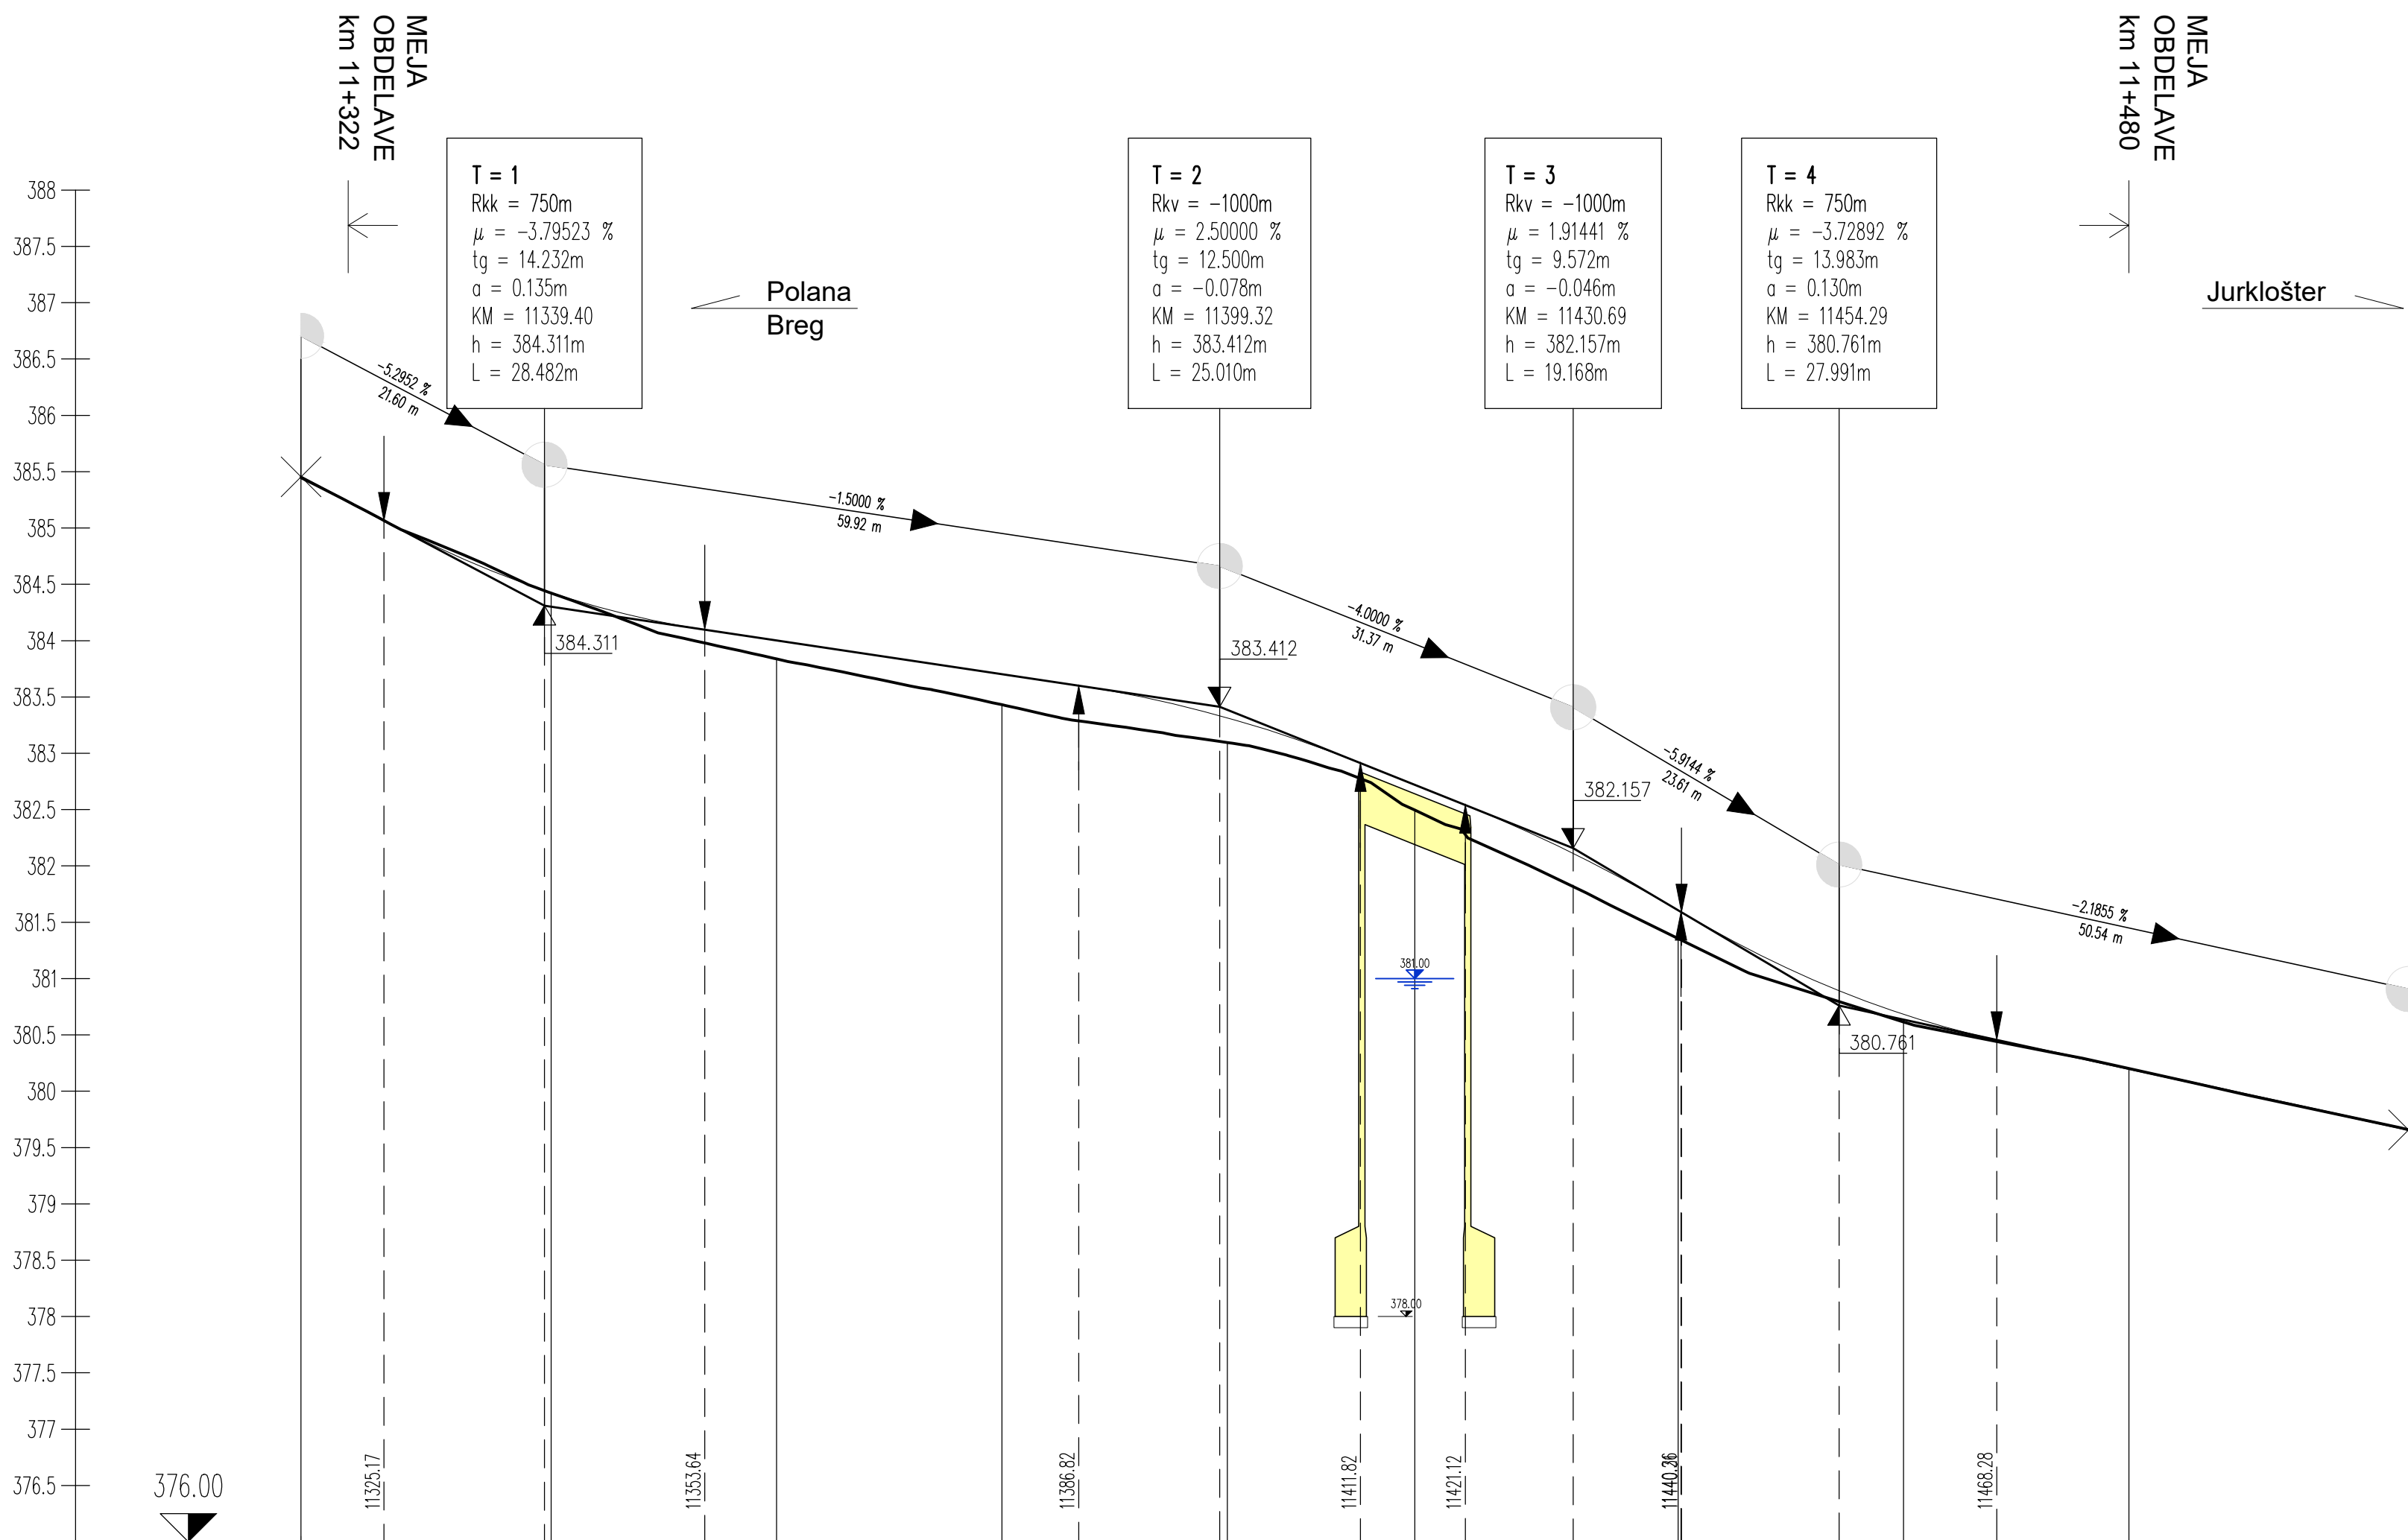 MEJA
OBDELAVE
km 11+322
MEJA
OBDELAVE
km 11+480
T = 1
Rkk = 750m
μ = -3.79523 %
tg = 14.232m
a = 0.135m
KM = 11339.40
h = 384.311m
L = 28.482m
T = 2
Rkv = -1000m
μ = 2.50000 %
tg = 12.500m
a = -0.078m
KM = 11399.32
h = 383.412m
L = 25.010m
T = 3
Rkv = -1000m
μ = 1.91441 %
tg = 9.572m
a = -0.046m
KM = 11430.69
h = 382.157m
L = 19.168m
T = 4
Rkk = 750m
μ = -3.72892 %
tg = 13.983m
a = 0.130m
KM = 11454.29
h = 380.761m
L = 27.991m
Polana
Breg
Jurklošter
388
387.5
387
386.5
386
385.5
385
384.5
384
383.5
383
382.5
382
381.5
381
380.5
380
379.5
379
378.5
378
377.5
377
376.5
376.00
-5.2952 %
21.60 m
-1.5000 %
59.92 m
-4.0000 %
31.37 m
-5.9144 %
23.61 m
-2.1855 %
50.54 m
384.311
383.412
382.157
380.761
381.00
378.00
11325.17
11353.64
11386.82
11411.82
11421.12
11468.28